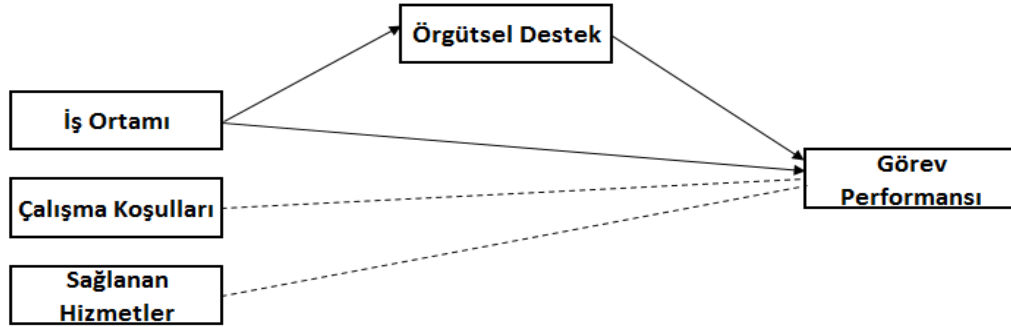 Örgütsel Destek
İş Ortamı
Görev
Performansı
Çalışma Koşulları
Sağlanan
Hizmetler